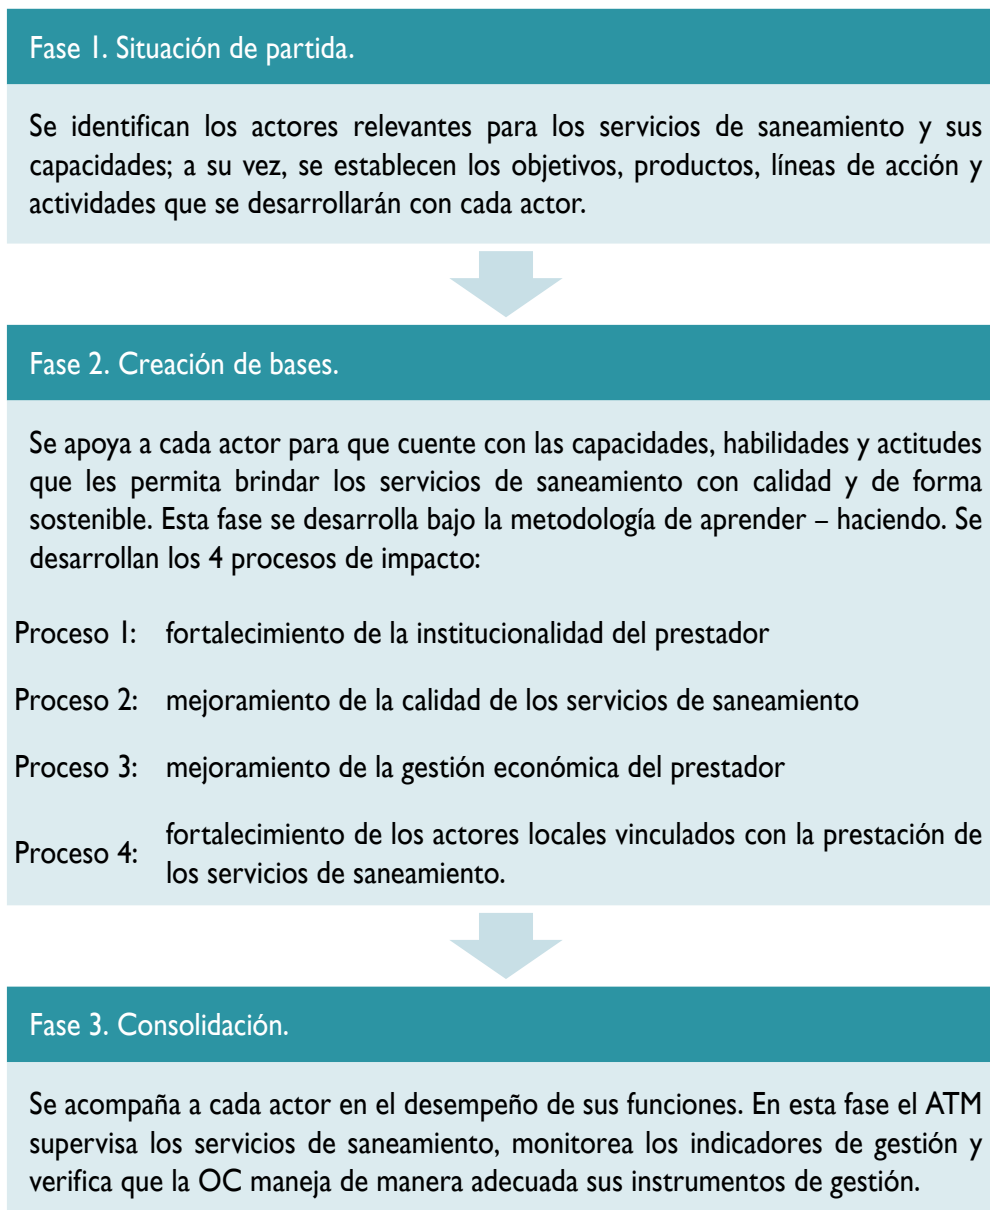 Fase 1. Situación de partida.
Se identifican los actores relevantes para los servicios de saneamiento y sus
capacidades; a su vez, se establecen los objetivos, productos, líneas de acción y
actividades que se desarrollarán con cada actor.
Fase 2. Creación de bases.
Se apoya a cada actor para que cuente con las capacidades, habilidades y actitudes
que les permita brindar los servicios de saneamiento con calidad y de forma
sostenible. Esta fase se desarrolla bajo la metodología de aprender – haciendo. Se
desarrollan los 4 procesos de impacto:
Proceso 1: fortalecimiento de la institucionalidad del prestador
Proceso 2: mejoramiento de la calidad de los servicios de saneamiento
Proceso 3: mejoramiento de la gestión económica del prestador
Proceso 4: fortalecimiento de los actores locales vinculados con la prestación de
los servicios de saneamiento.
Fase 3. Consolidación.
Se acompaña a cada actor en el desempeño de sus funciones. En esta fase el ATM
supervisa los servicios de saneamiento, monitorea los indicadores de gestión y
verifica que la OC maneja de manera adecuada sus instrumentos de gestión.